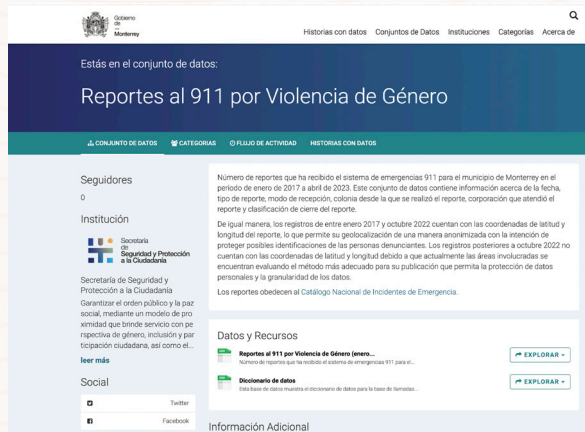 Gobierno
de
Monterrey
Historias con datos Conjuntos de Datos Instituciones Categorías Acerca de
Estás en el conjunto de datos:
Reportes al 911 por Violencia de Género
CONJUNTO DE DATOS CATEGORIAS FLUJO DE ACTIVIDAD HISTORIAS CON DATOS
Seguidores
0
Institución
Secretaría
de
Seguridad y Protección
a la Ciudadanía
Secretaría de Seguridad y
Protección a la Ciudadanía
Garantizar el orden público y la paz
social, mediante un modelo de pro
ximidad que brinde servicio con pe
rspectiva de género, inclusión y par
ticipación ciudadana, así como el...
leer más
Social
Twitter
Facebook
Número de reportes que ha recibido el sistema de emergencias 911 para el municipio de Monterrey en el
período de enero de 2017 a abril de 2023. Este conjunto de datos contiene información acerca de la fecha,
tipo de reporte, modo de recepción, colonia desde la que se realizó el reporte, corporación que atendió el
reporte y clasificación de cierre del reporte.
De igual manera, los registros de entre enero 2017 y octubre 2022 cuentan con las coordenadas de latitud y
longitud del reporte, lo que permite su geolocalización de una manera anonimizada con la intención de
proteger posibles identificaciones de las personas denunciantes. Los registros posteriores a octubre 2022 no
cuentan con las coordenadas de latitud y longitud debido a que actualmente las áreas involucradas se
encuentran evaluando el método más adecuado para su publicación que permita la protección de datos
personales y la granularidad de los datos.
Los reportes obedecen al Catálogo Nacional de Incidentes de Emergencia.
Datos y Recursos
Reportes al 911 por Violencia de Género (enero...
Número de reportes que ha recibido el sistema de emergencias 911 para el...
EXPLORAR
Diccionario de datos
Esta base de datos muestra el diccionario de datos para la base de llamadas...
EXPLORAR
Información Adicional